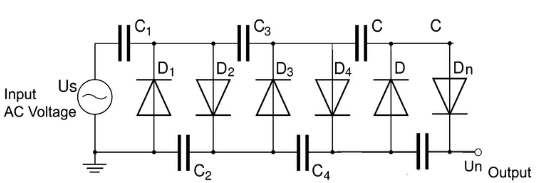 C1
C3
C
C
D1
D2
D3
D4
D
Dn
Us
Input
AC Voltage
C2
C4
Un
Output